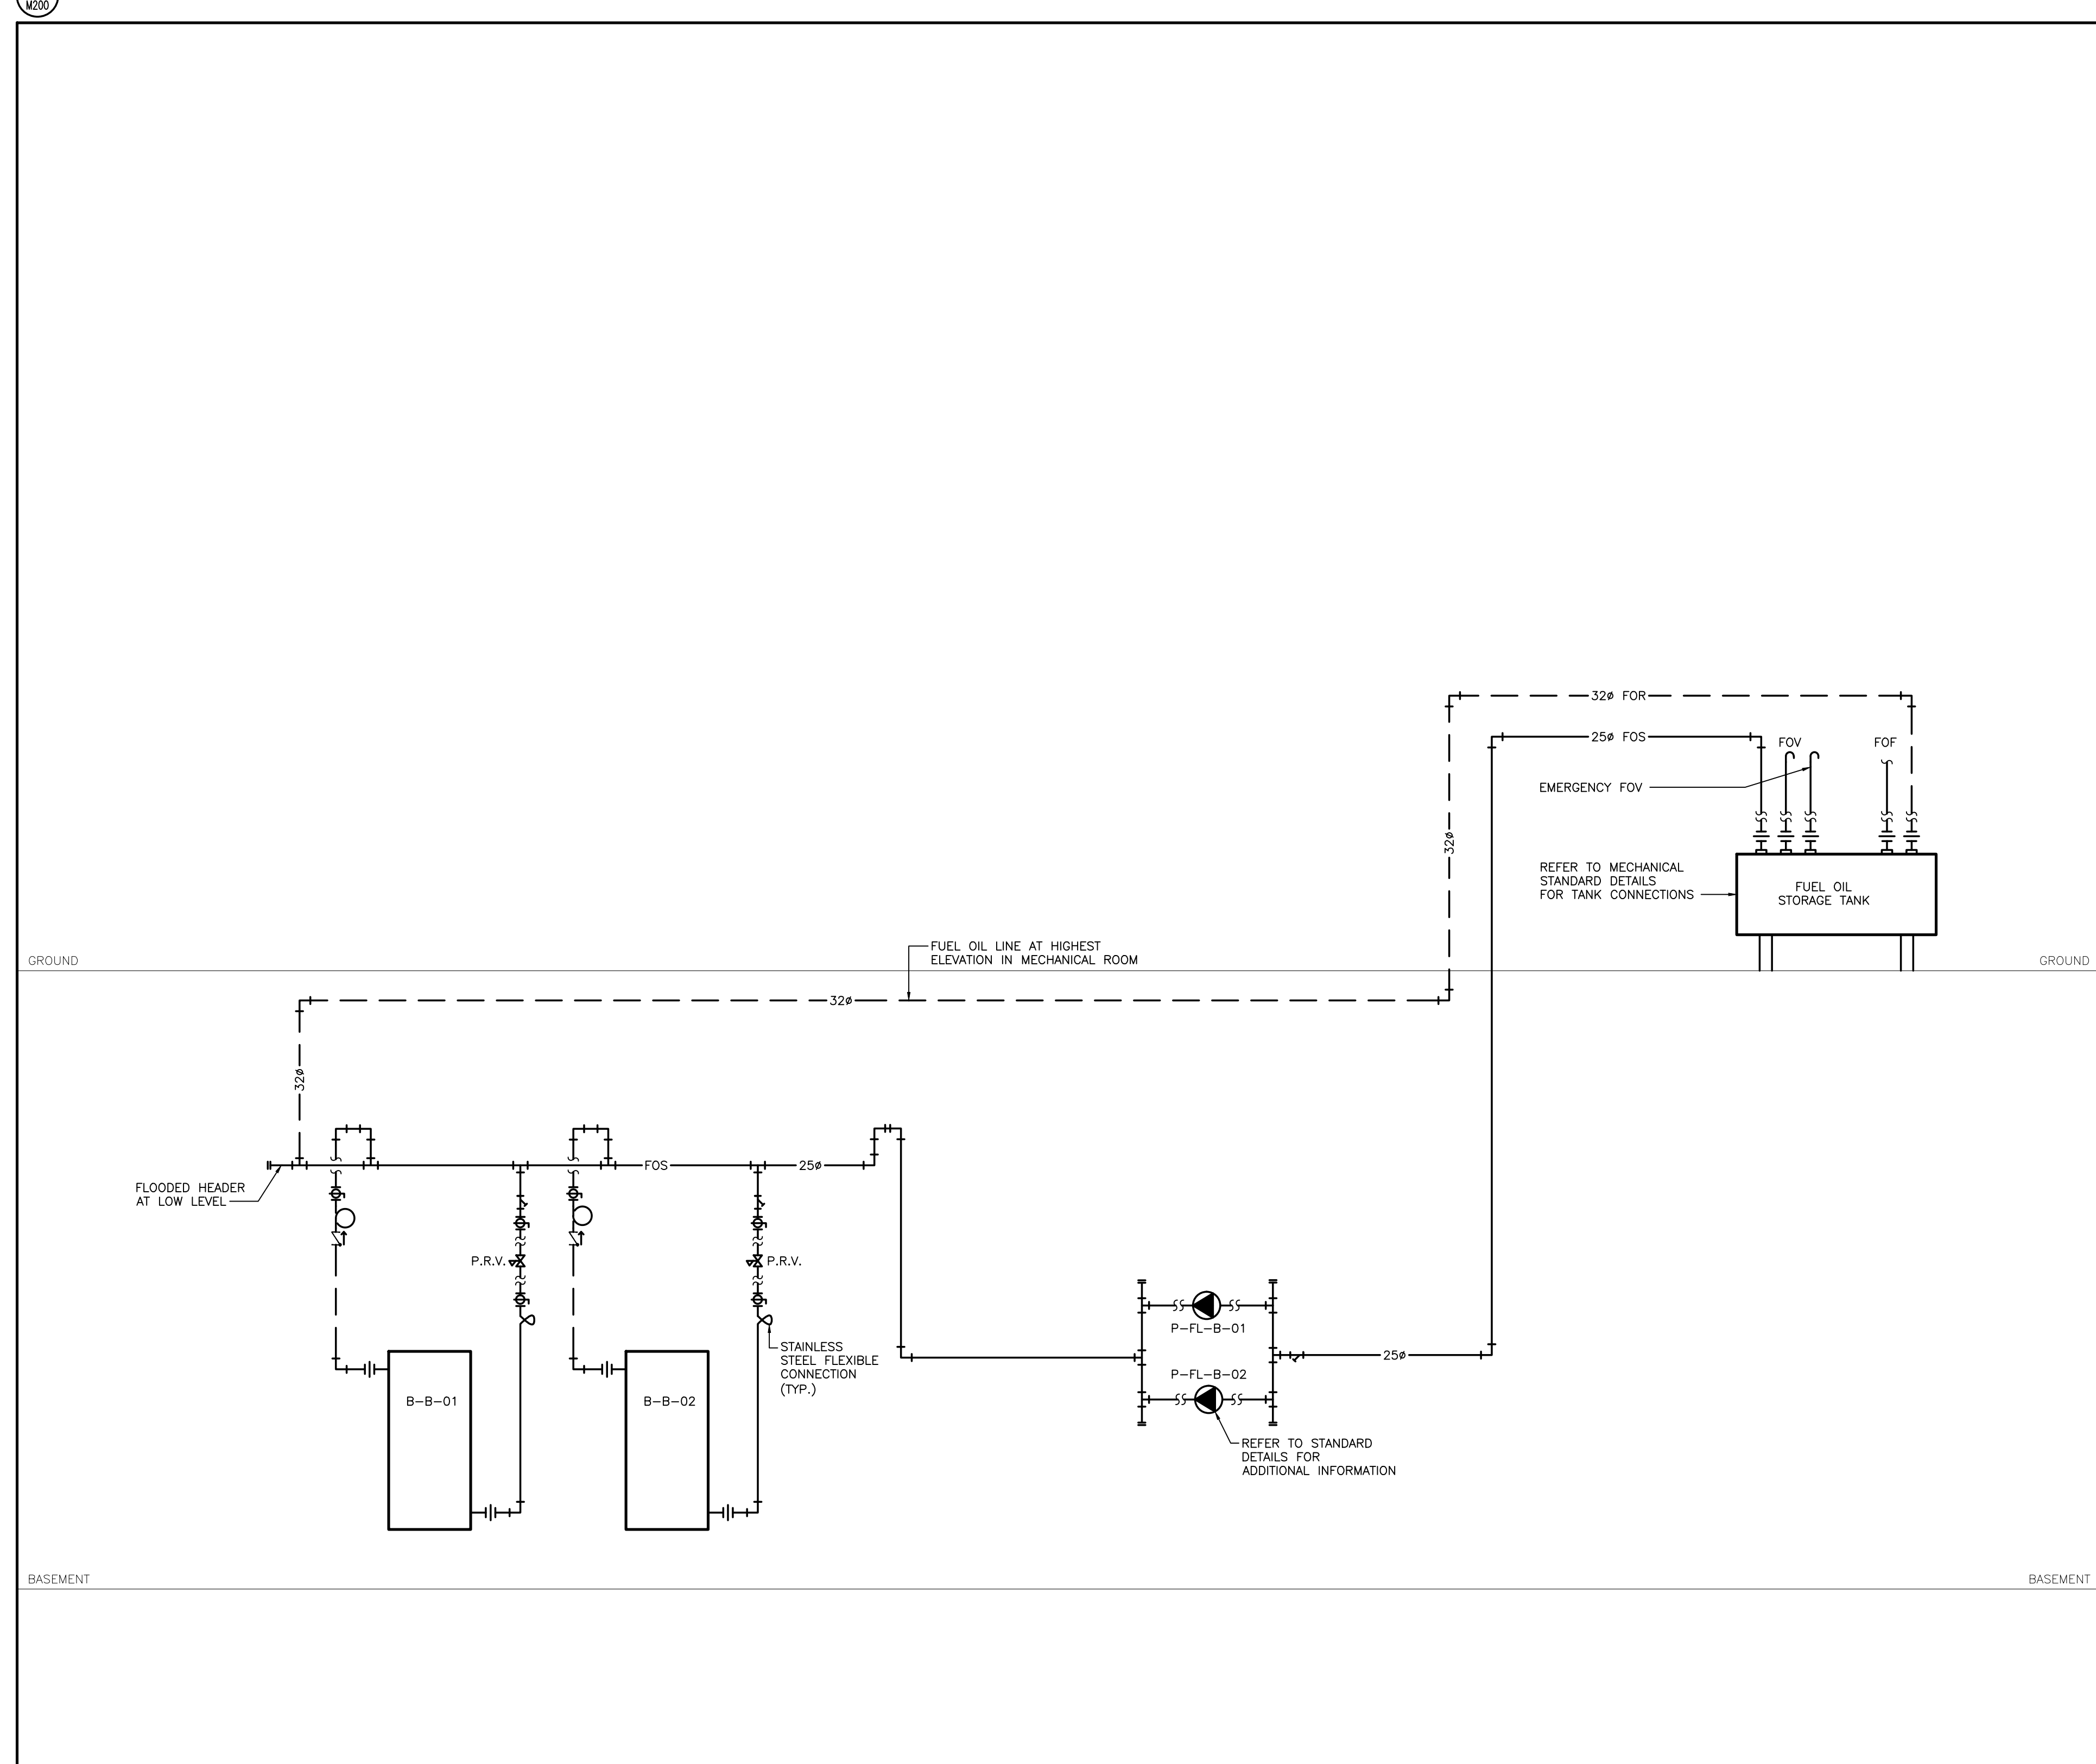 M200
32ø FOR
25ø FOS
FOV
FOF
EMERGENCY FOV
32ø
REFER TO MECHANICAL
STANDARD DETAILS
FOR TANK CONNECTIONS
FUEL OIL
STORAGE TANK
FUEL OIL LINE AT HIGHEST
ELEVATION IN MECHANICAL ROOM
GROUND
GROUND
32ø
32ø
FOS
25ø
FLOODED HEADER
AT LOW LEVEL
P.R.V.
P.R.V.
P-FL-B-01
STAINLESS
STEEL FLEXIBLE
CONNECTION
(TYP.)
25ø
P-FL-B-02
B-B-01
B-B-02
REFER TO STANDARD
DETAILS FOR
ADDITIONAL INFORMATION
BASEMENT
BASEMENT